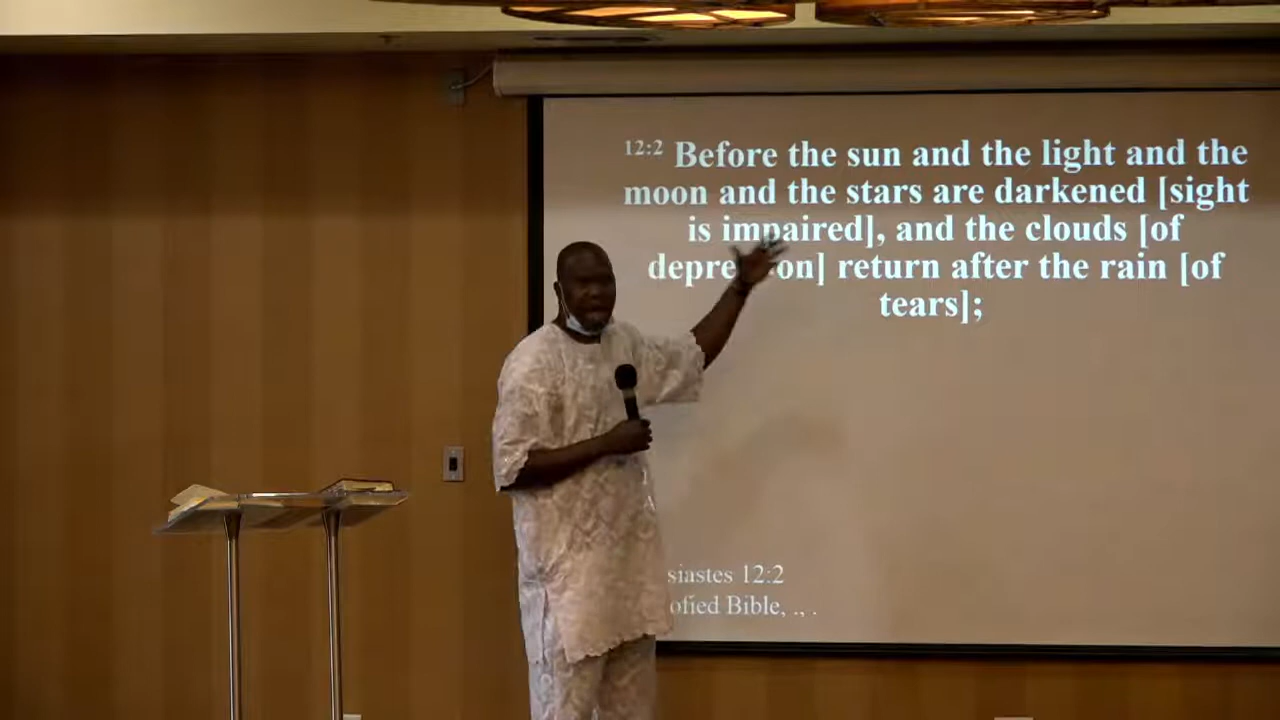 12:2 Before the sun and the light and the
moon and the stars are darkened [sight
is impaired], and the clouds [of
return after the rain [of
tears];
siastes 12:2
ofied Bible, ., .